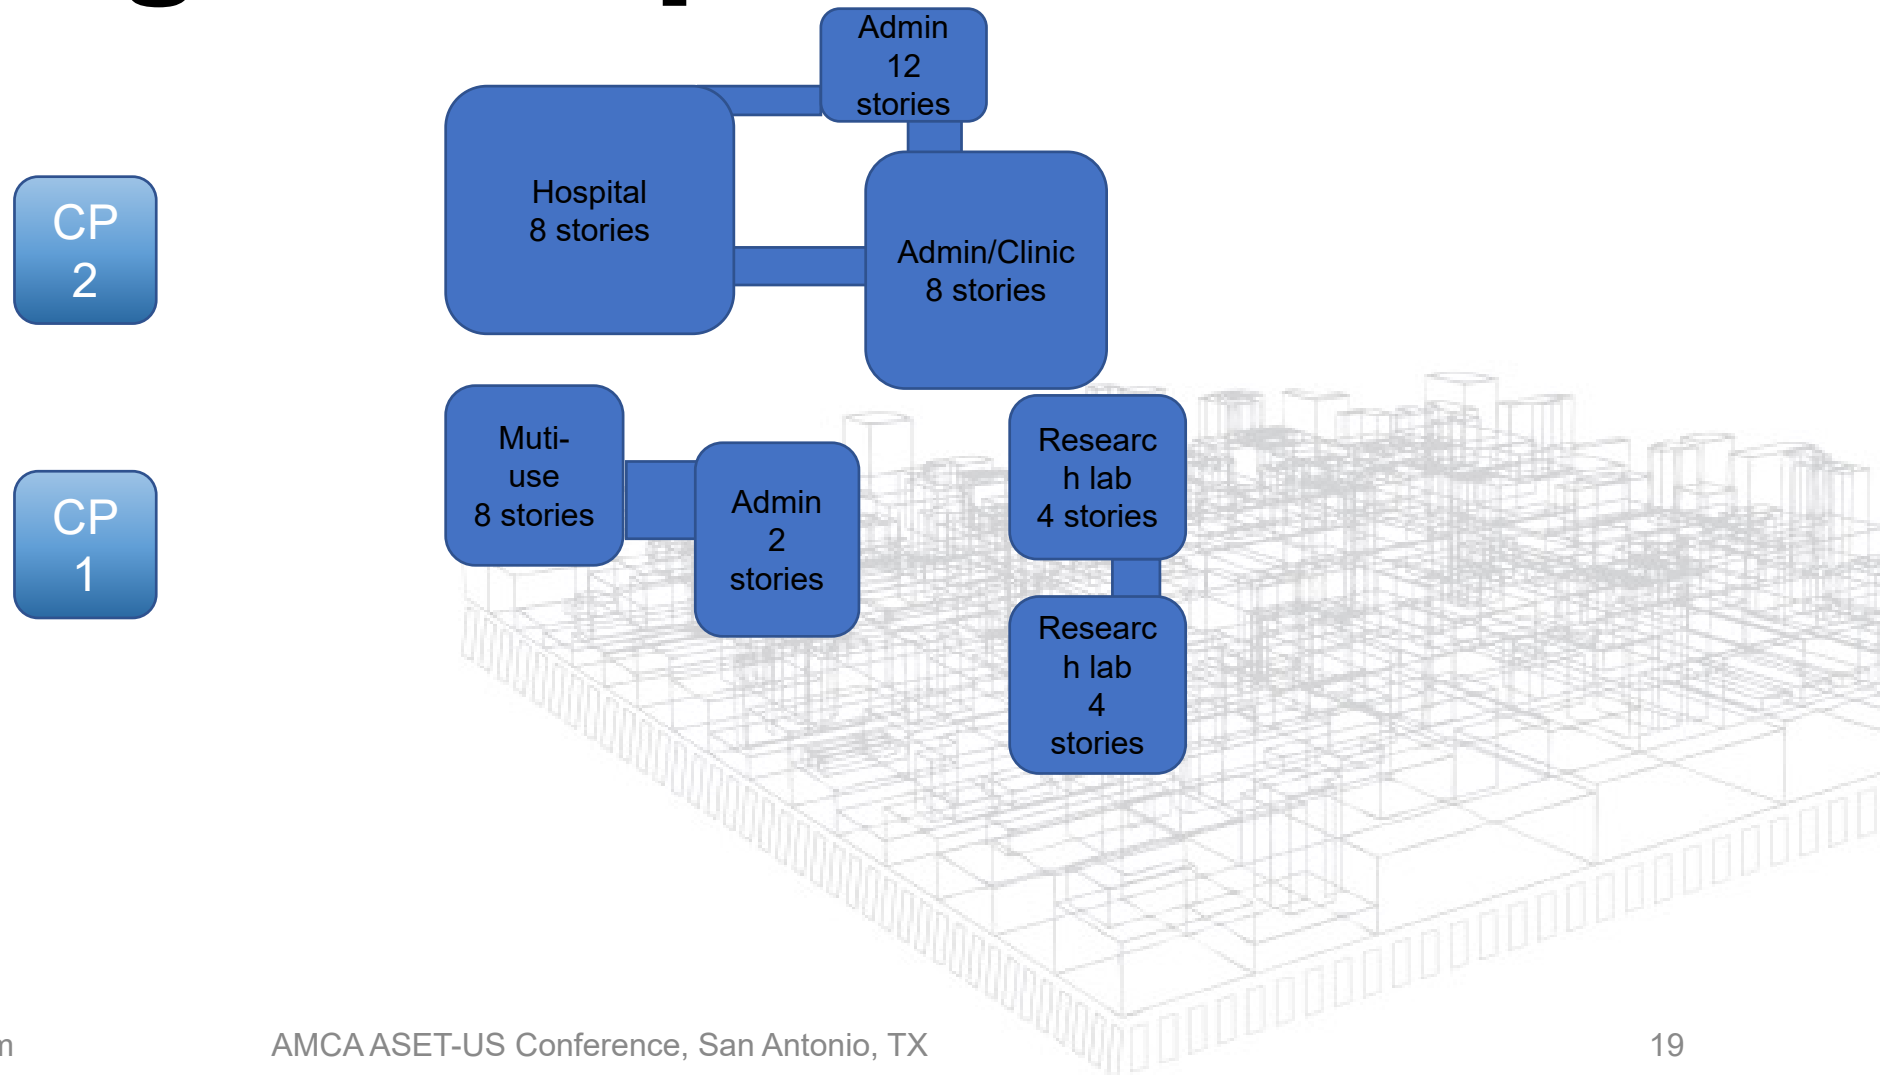 Admin
12
stories
Hospital
8 stories
CP
2
Admin/Clinic
8 stories
Muti-
use
8 stories
Admin
2
stories
Researc
h lab
4 stories
CP
1
Researc
h lab
4
stories
AMCA ASET-US Conference, San Antonio, TX
19